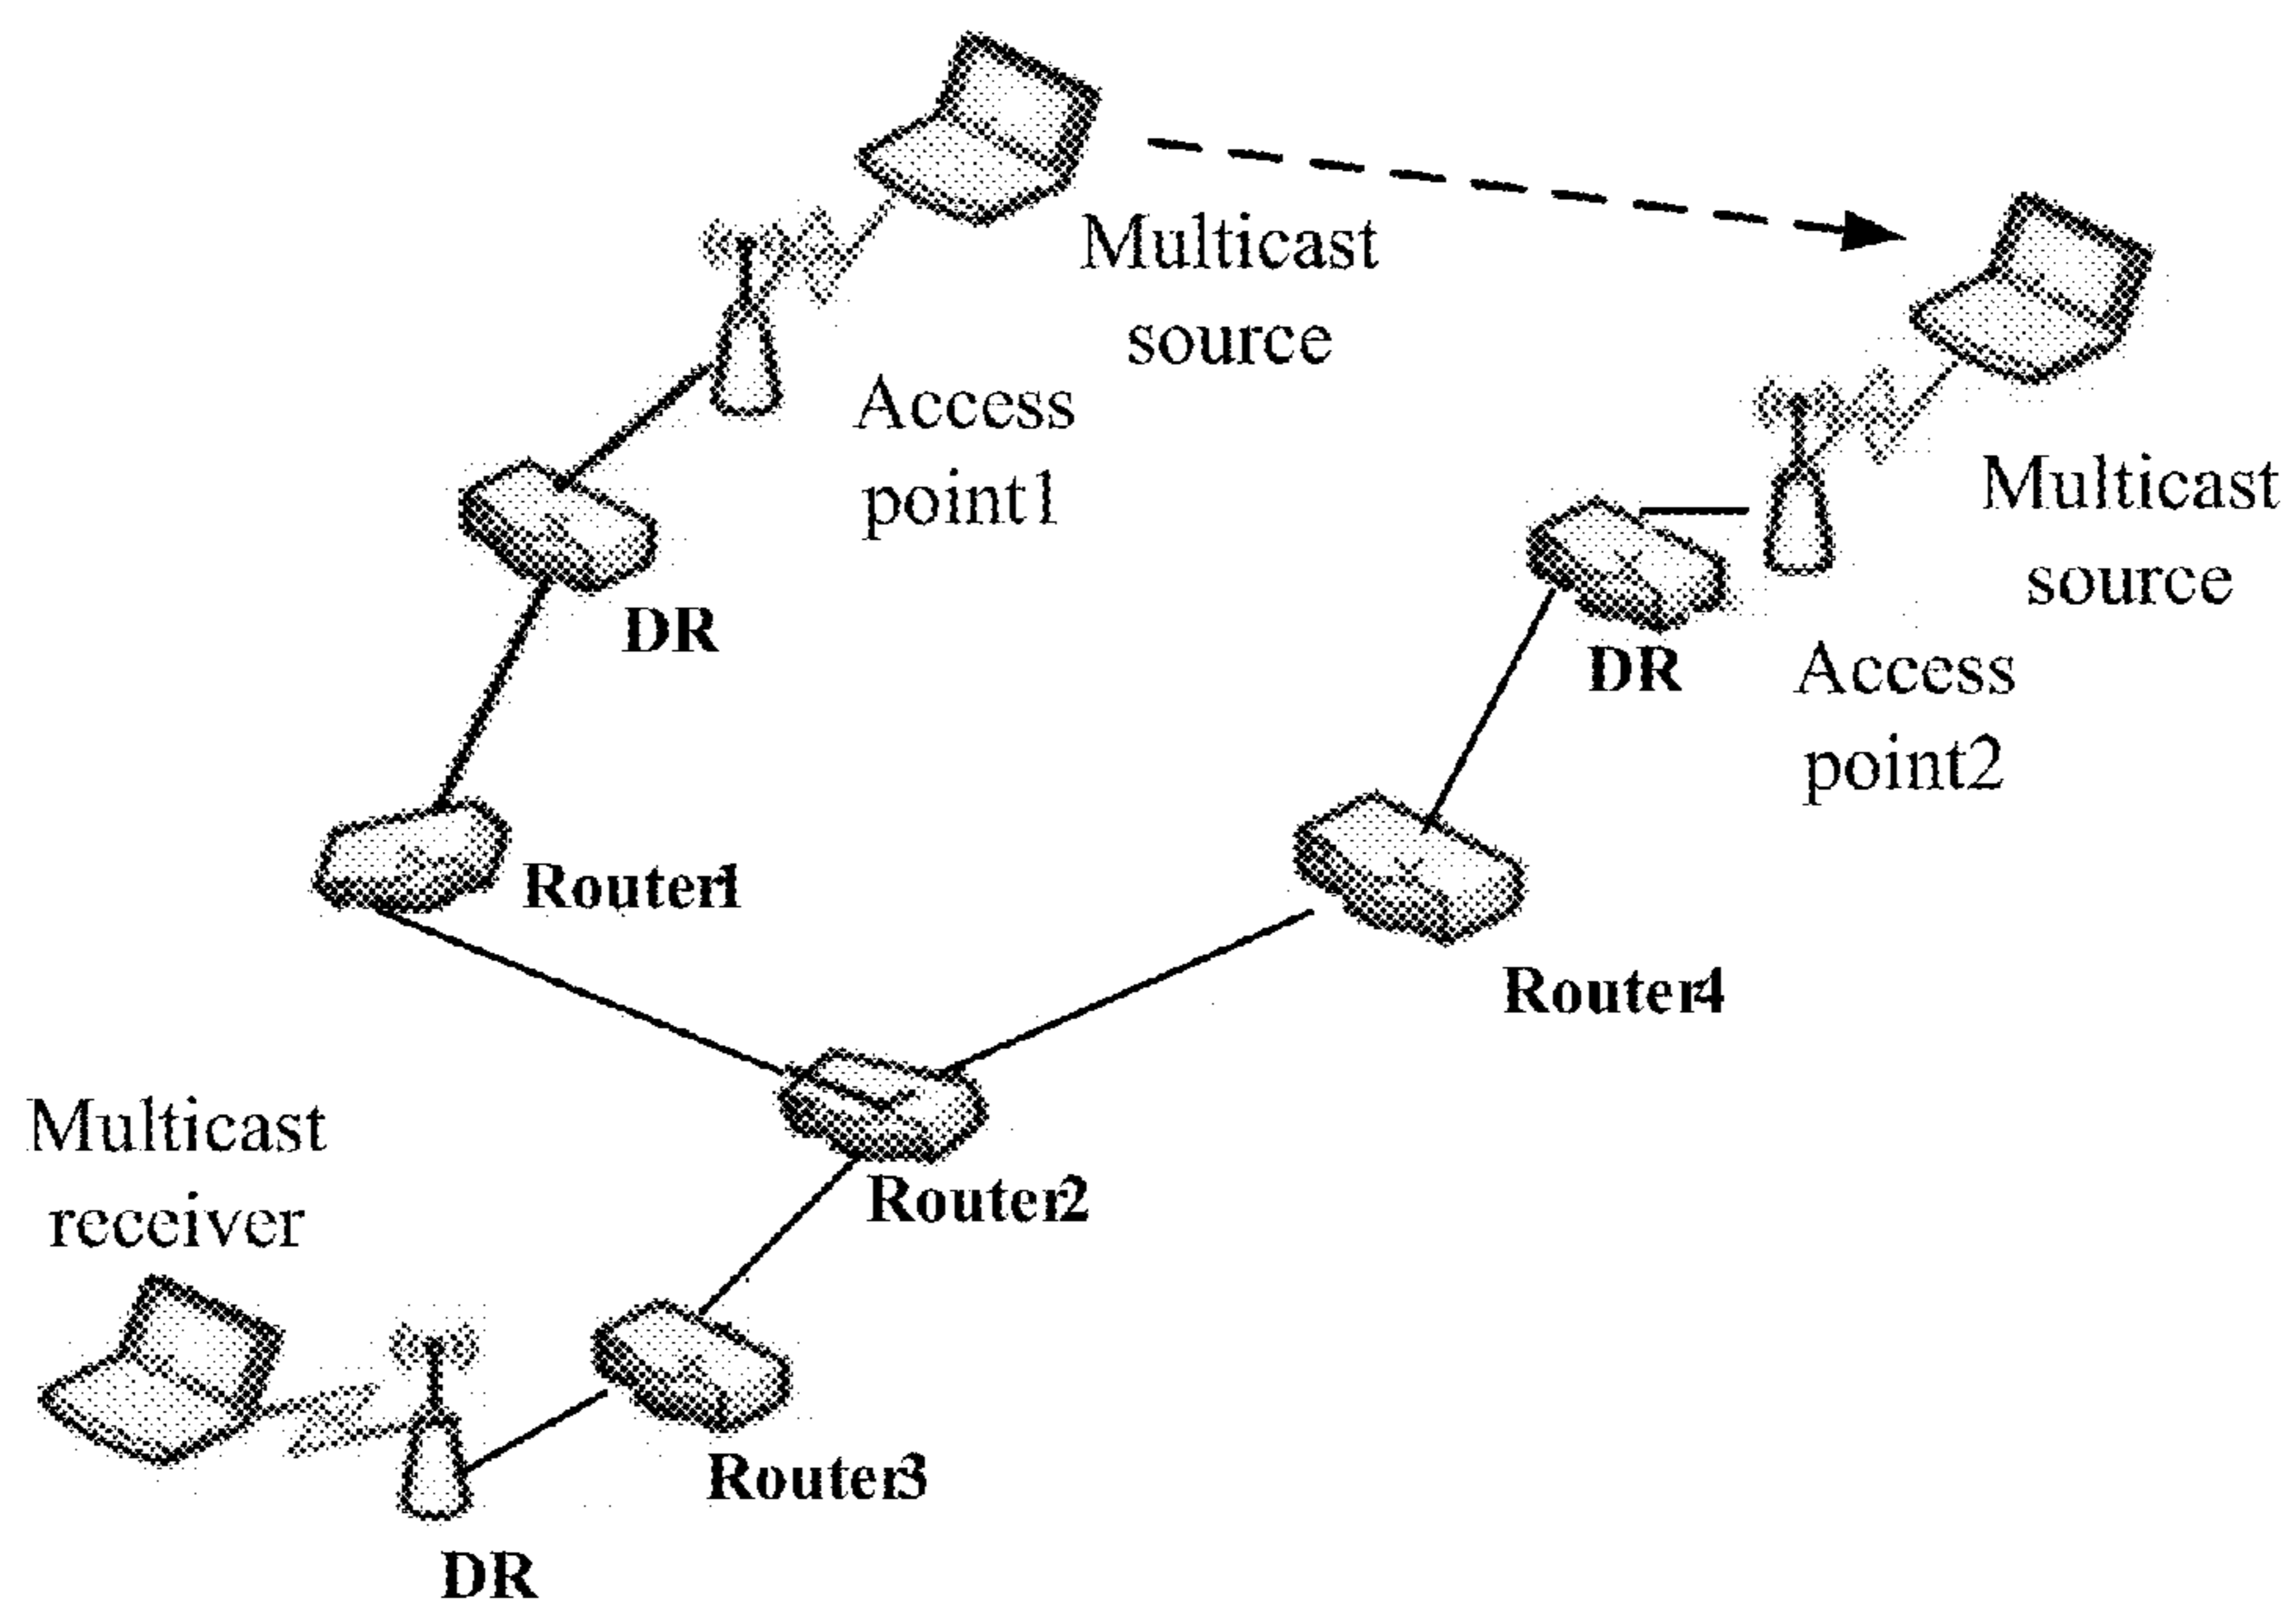 Multicast
source
Access
point1
Multicast
source
DR
DR
Access
point2
Router1
Router4
Multicast
receiver
Router2
Router3
DR